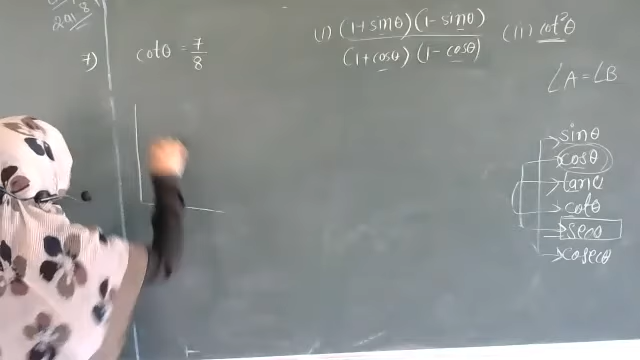 7) cotθ = 7/8
(i) (1+sinθ)(1-sinθ) / (1+cosθ)(1-cosθ) (ii) cot²θ
∠A = ∠B
sinθ
cosθ
tanθ
cotθ
secθ
cosecθ